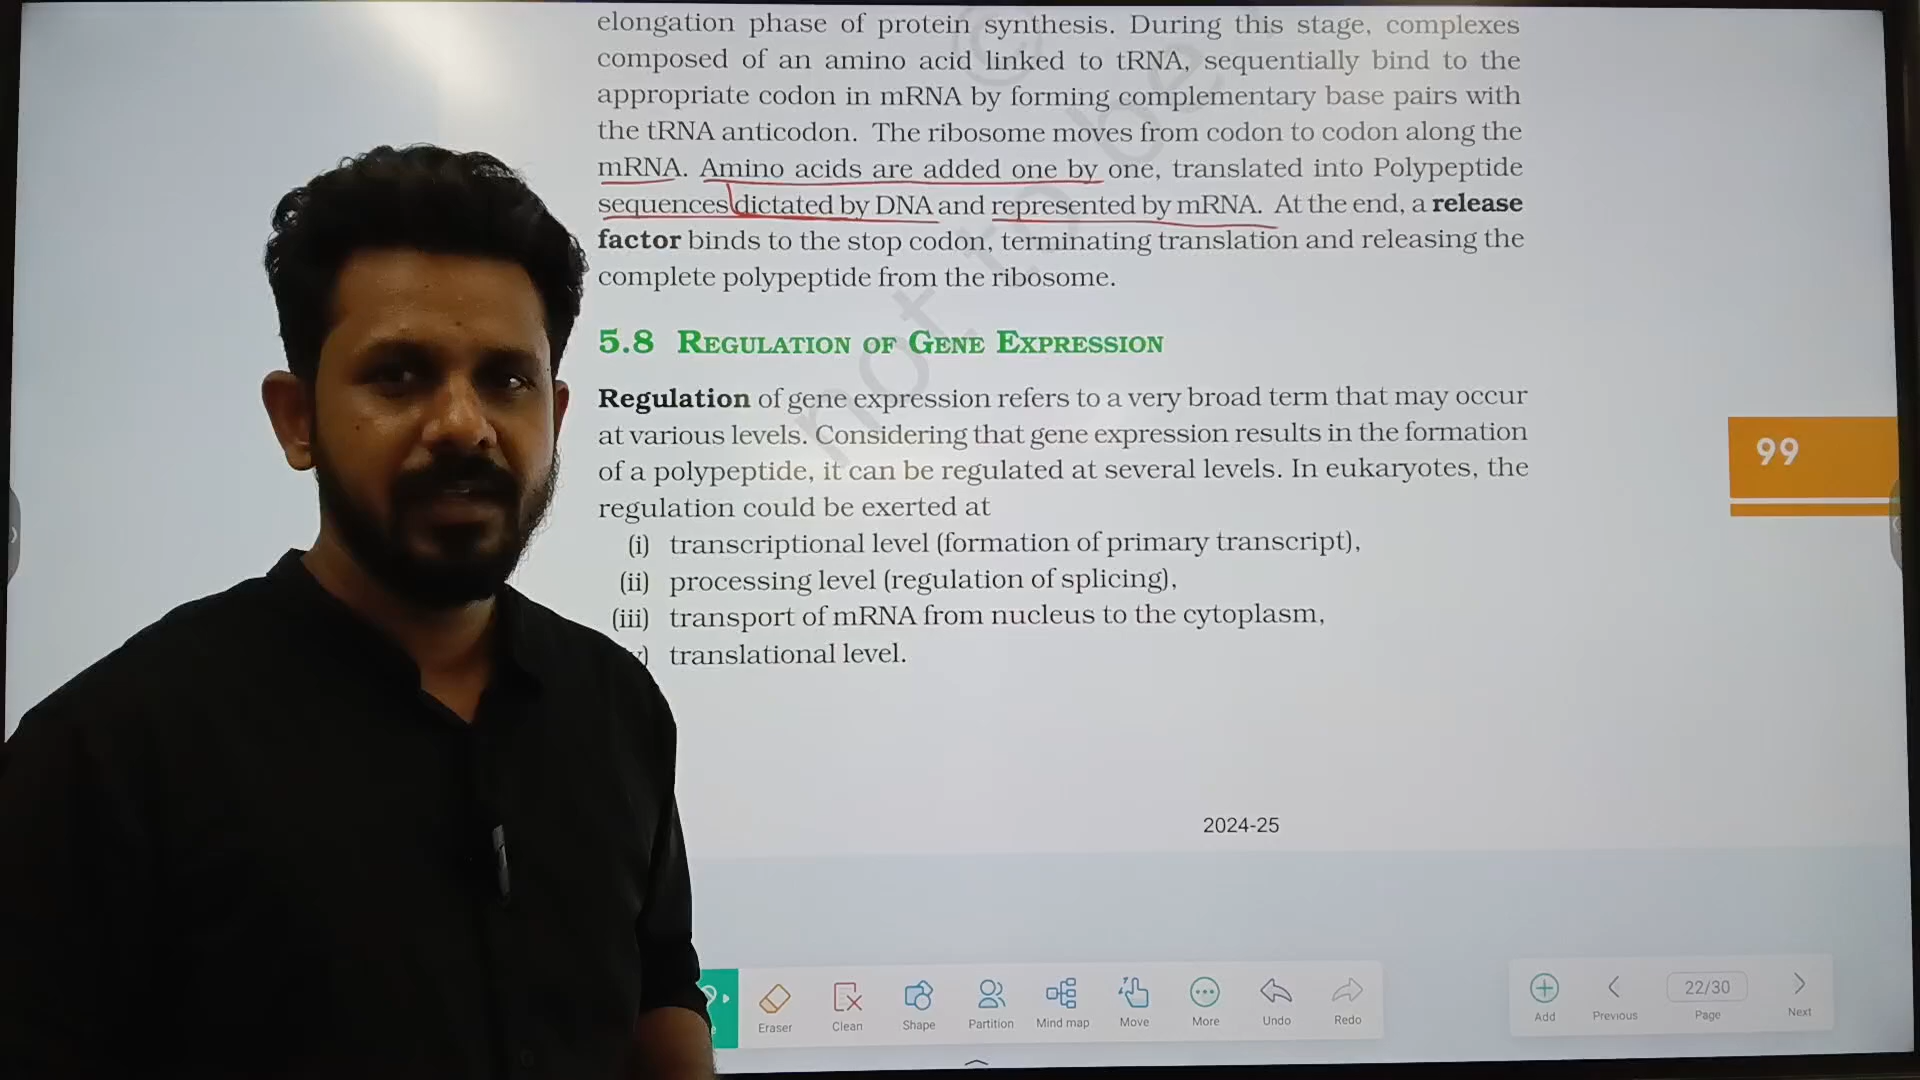 elongation phase of protein synthesis. During this stage, complexes
composed of an amino acid linked to tRNA, sequentially bind to the
appropriate codon in mRNA by forming complementary base pairs with
the tRNA anticodon. The ribosome moves from codon to codon along the
mRNA. Amino acids are added one by one, translated into Polypeptide
sequences dictated by DNA and represented by mRNA. At the end, a release
factor binds to the stop codon, terminating translation and releasing the
complete polypeptide from the ribosome.
5.8 REGULATION OF GENE EXPRESSION
Regulation of gene expression refers to a very broad term that may occur
at various levels. Considering that gene expression results in the formation
of a polypeptide, it can be regulated at several levels. In eukaryotes, the
regulation could be exerted at
(i) transcriptional level (formation of primary transcript),
(ii) processing level (regulation of splicing),
(iii) transport of mRNA from nucleus to the cytoplasm,
translational level.
99
2024-25
© not to be
Eraser Clean Shape Partition Mind map Move More Undo Redo
Add Previous 22/30 Page Next